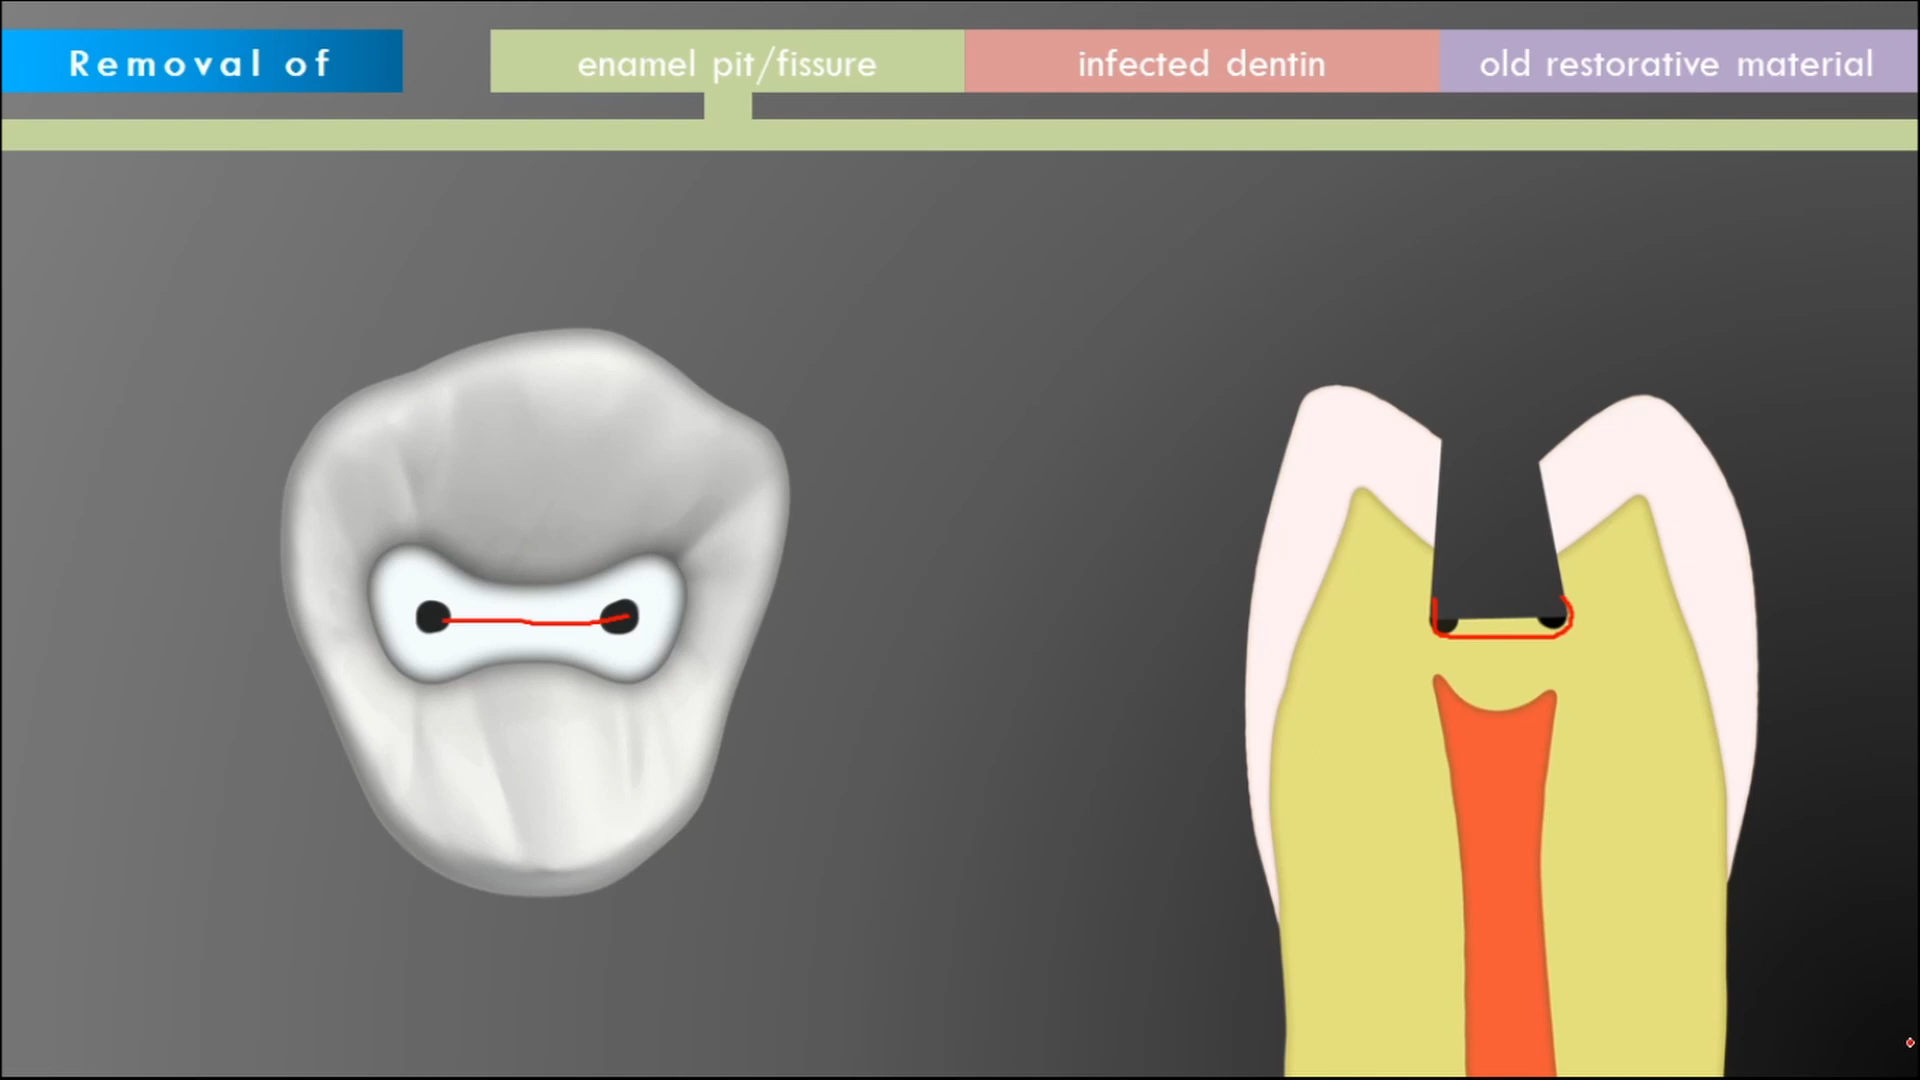 Removal of
enamel pit/fissure
infected dentin
old restorative material